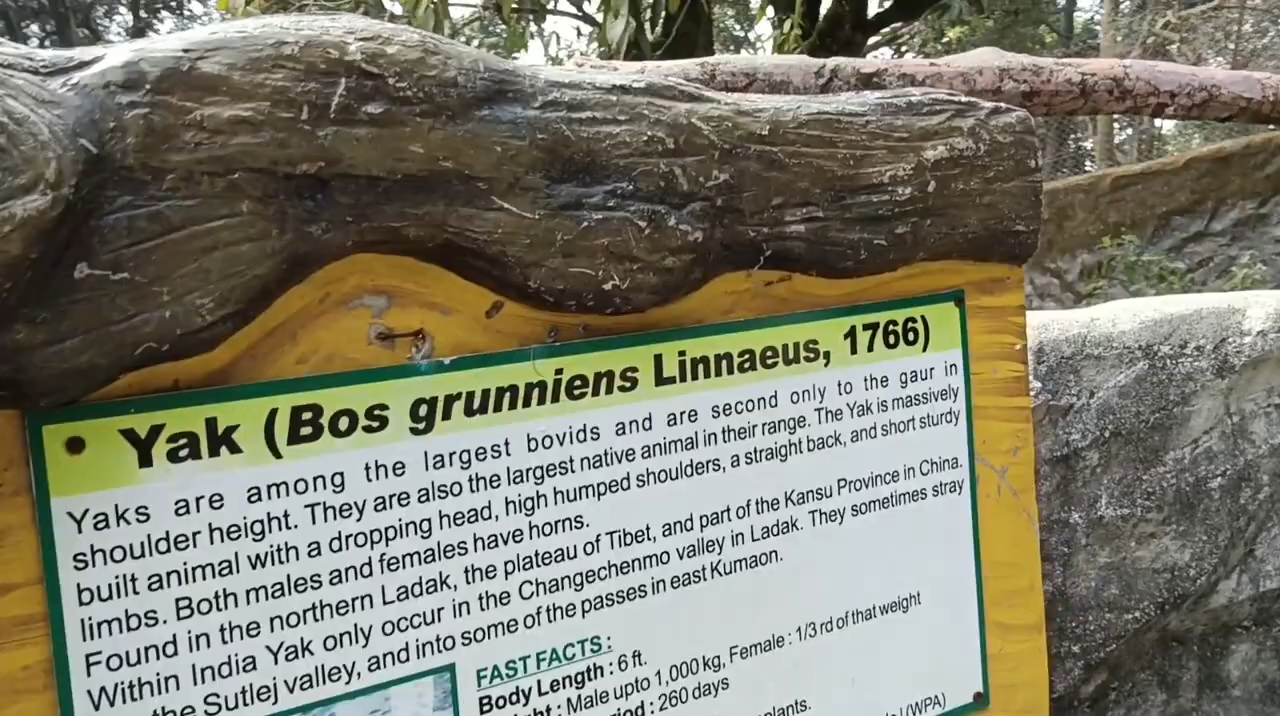 Yak (Bos grunniens Linnaeus, 1766)
Yaks are among the largest bovids and are second only to the gaur in
shoulder height. They are also the largest native animal in their range. The Yak is massively
built animal with a dropping head, high humped shoulders, a straight back, and short sturdy
limbs. Both males and females have horns.
Found in the northern Ladak, the plateau of Tibet, and part of the Kansu Province in China.
Within India Yak only occur in the Changechenmo valley in Ladak. They sometimes stray
the Sutlej valley, and into some of the passes in east Kumaon.
FAST FACTS:
Body Length : 6 ft.
: Male upto 1,000 kg, Female : 1/3 rd of that weight
: 260 days
plants.
(WPA)